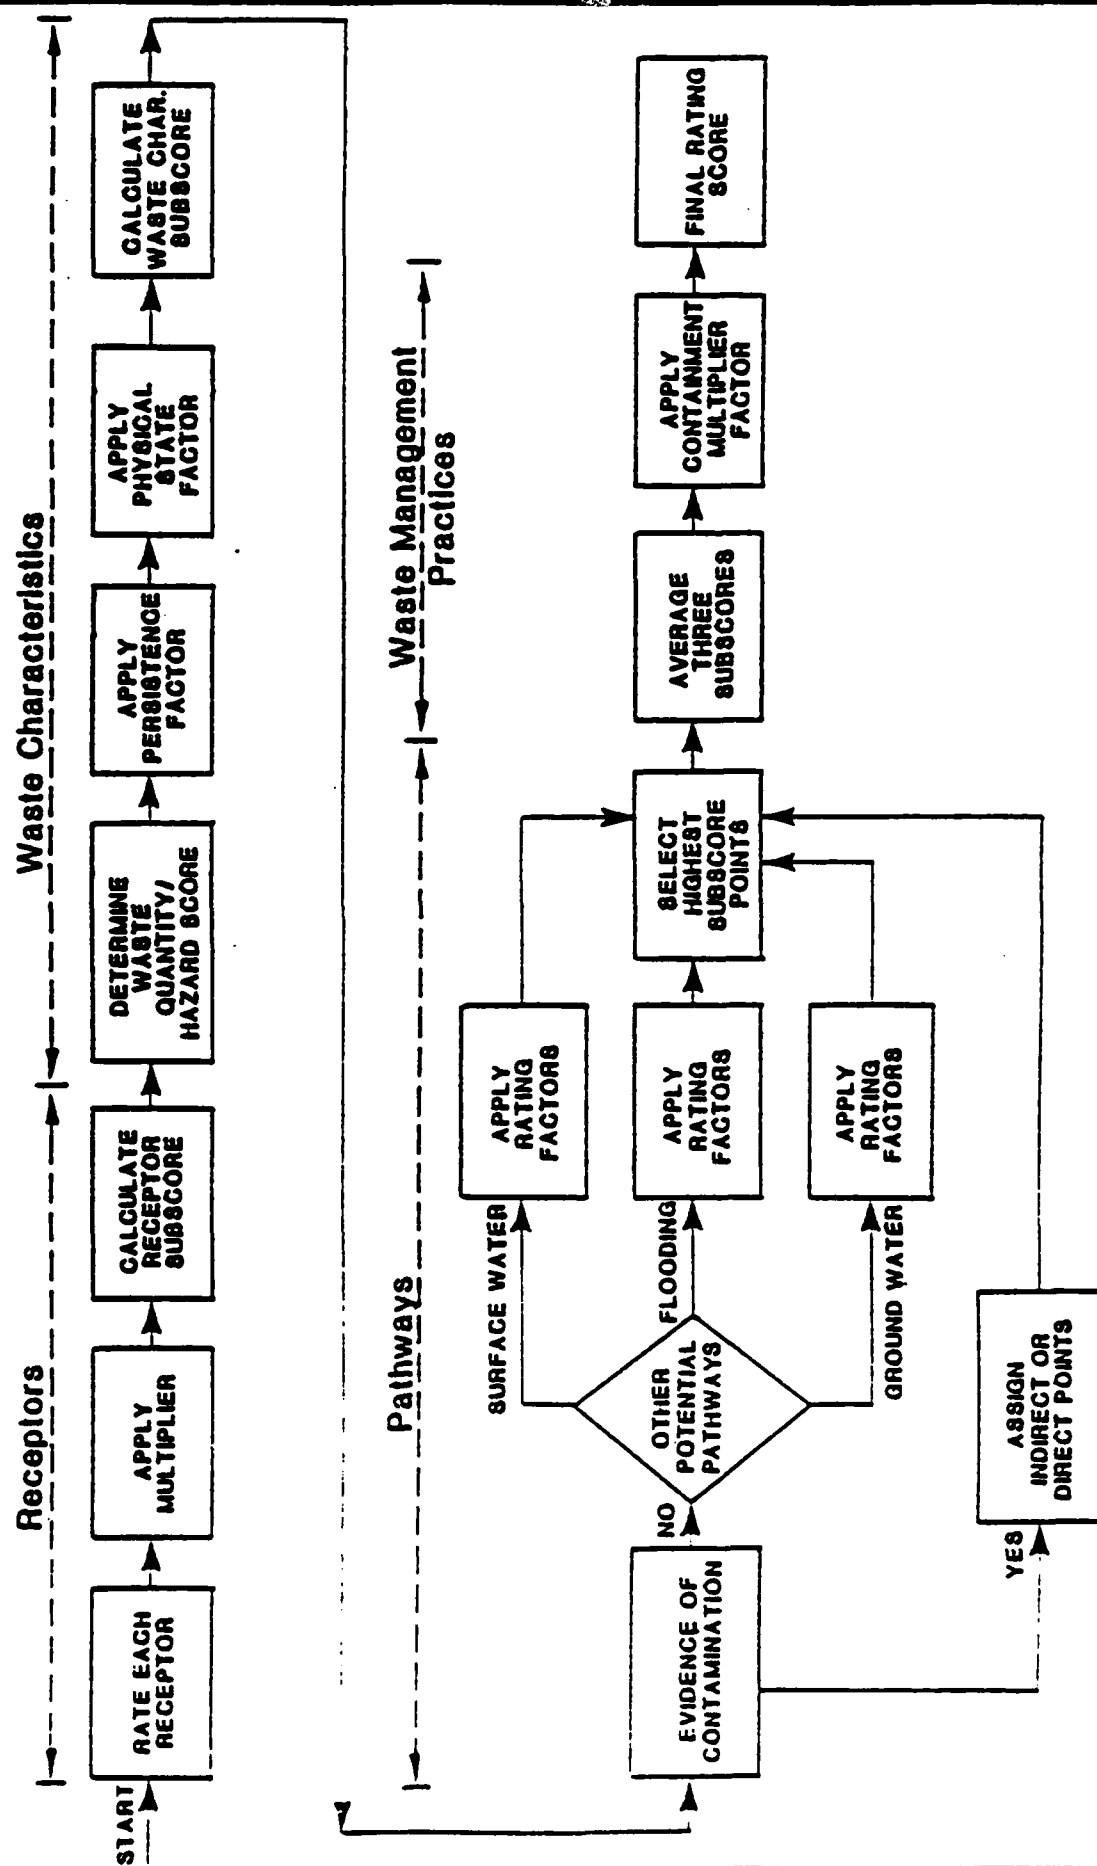 Receptors
Waste Characteristics
START
RATE EACH
RECEPTOR
APPLY
MULTIPLIER
CALCULATE
RECEPTOR
SUBSCORE
DETERMINE
WASTE
QUANTITY/
HAZARD SCORE
APPLY
PERSISTENCE
FACTOR
APPLY
PHYSICAL
STATE
FACTOR
CALCULATE
WASTE CHAR.
SUBSCORE
Pathways
Waste Management
Practices
EVIDENCE OF
CONTAMINATION
NO
YES
OTHER
POTENTIAL
PATHWAYS
SURFACE WATER
FLOODING
GROUND WATER
ASSIGN
INDIRECT OR
DIRECT POINTS
APPLY
RATING
FACTORS
APPLY
RATING
FACTORS
APPLY
RATING
FACTORS
SELECT
HIGHEST
SUBSCORE
POINTS
AVERAGE
THREE
SUBSCORES
APPLY
CONTAINMENT
MULTIPLIER
FACTOR
FINAL RATING
SCORE